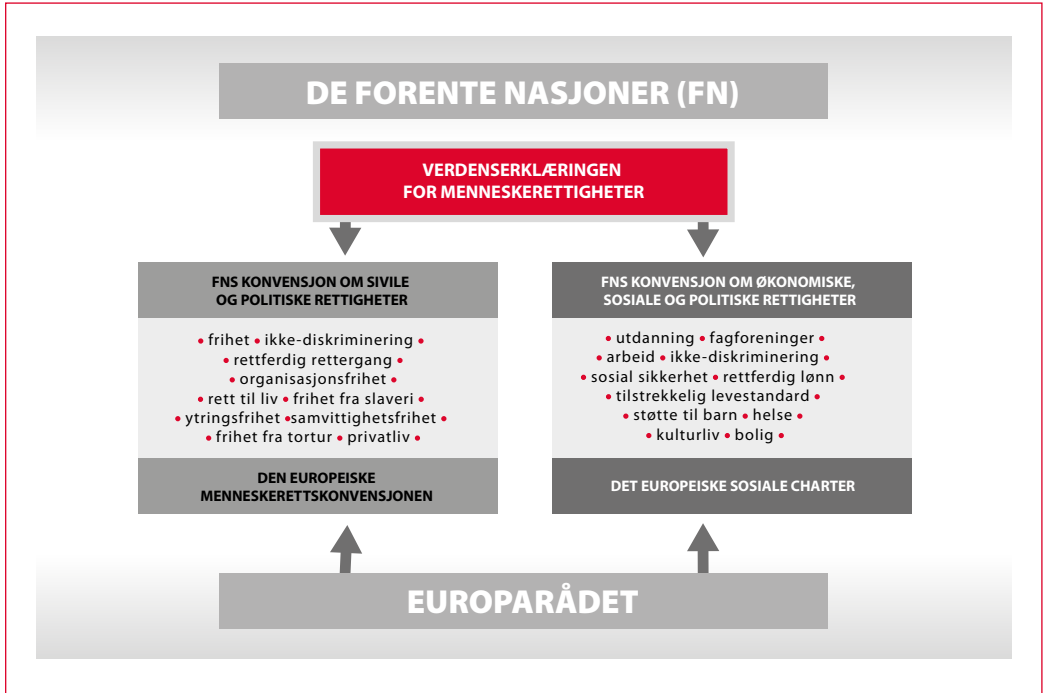 DE FORENTE NASJONER (FN)
VERDENSERKLÆRINGEN
FOR MENNESKERETTIGHETER
FNS KONVENSJON OM SIVILE
OG POLITISKE RETTIGHETER
• frihet • ikke-diskriminering •
• rettferdig rettergang •
• organisasjonsfrihet •
• rett til liv • frihet fra slaveri •
• ytringsfrihet •samvittighetsfrihet •
• frihet fra tortur • privatliv •
DEN EUROPEISKE
MENNESKERETTSKONVENSJONEN
FNS KONVENSJON OM ØKONOMISKE,
SOSIALE OG POLITISKE RETTIGHETER
• utdanning • fagforeninger •
• arbeid • ikke-diskriminering •
• sosial sikkerhet • rettferdig lønn •
• tilstrekkelig levestandard •
• støtte til barn • helse •
• kulturliv • bolig •
DET EUROPEISKE SOSIALE CHARTER
EUROPARÅDET